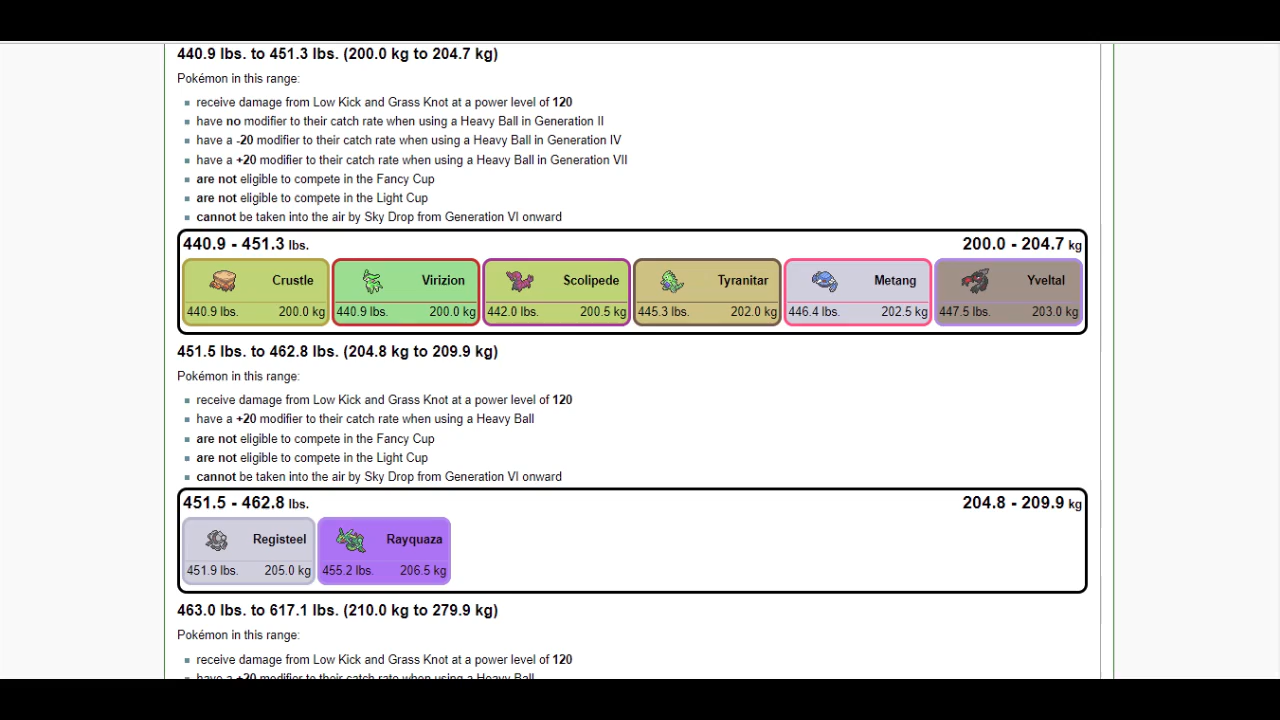 440.9 lbs. to 451.3 lbs. (200.0 kg to 204.7 kg)
Pokémon in this range:
receive damage from Low Kick and Grass Knot at a power level of 120
have no modifier to their catch rate when using a Heavy Ball in Generation II
have a -20 modifier to their catch rate when using a Heavy Ball in Generation IV
have a +20 modifier to their catch rate when using a Heavy Ball in Generation VII
are not eligible to compete in the Fancy Cup
are not eligible to compete in the Light Cup
cannot be taken into the air by Sky Drop from Generation VI onward
440.9 - 451.3 lbs. 200.0 - 204.7 kg
Crustle Virizion Scolipede Tyranitar Metang Yveltal
440.9 lbs. 200.0 kg 440.9 lbs. 200.0 kg 442.0 lbs. 200.5 kg 445.3 lbs. 202.0 kg 446.4 lbs. 202.5 kg 447.5 lbs. 203.0 kg
451.5 lbs. to 462.8 lbs. (204.8 kg to 209.9 kg)
Pokémon in this range:
receive damage from Low Kick and Grass Knot at a power level of 120
have a +20 modifier to their catch rate when using a Heavy Ball
are not eligible to compete in the Fancy Cup
are not eligible to compete in the Light Cup
cannot be taken into the air by Sky Drop from Generation VI onward
451.5 - 462.8 lbs. 204.8 - 209.9 kg
Registeel Rayquaza
451.9 lbs. 205.0 kg 455.2 lbs. 206.5 kg
463.0 lbs. to 617.1 lbs. (210.0 kg to 279.9 kg)
Pokémon in this range:
receive damage from Low Kick and Grass Knot at a power level of 120
have a +20 modifier to their catch rate when using a Heavy Ball